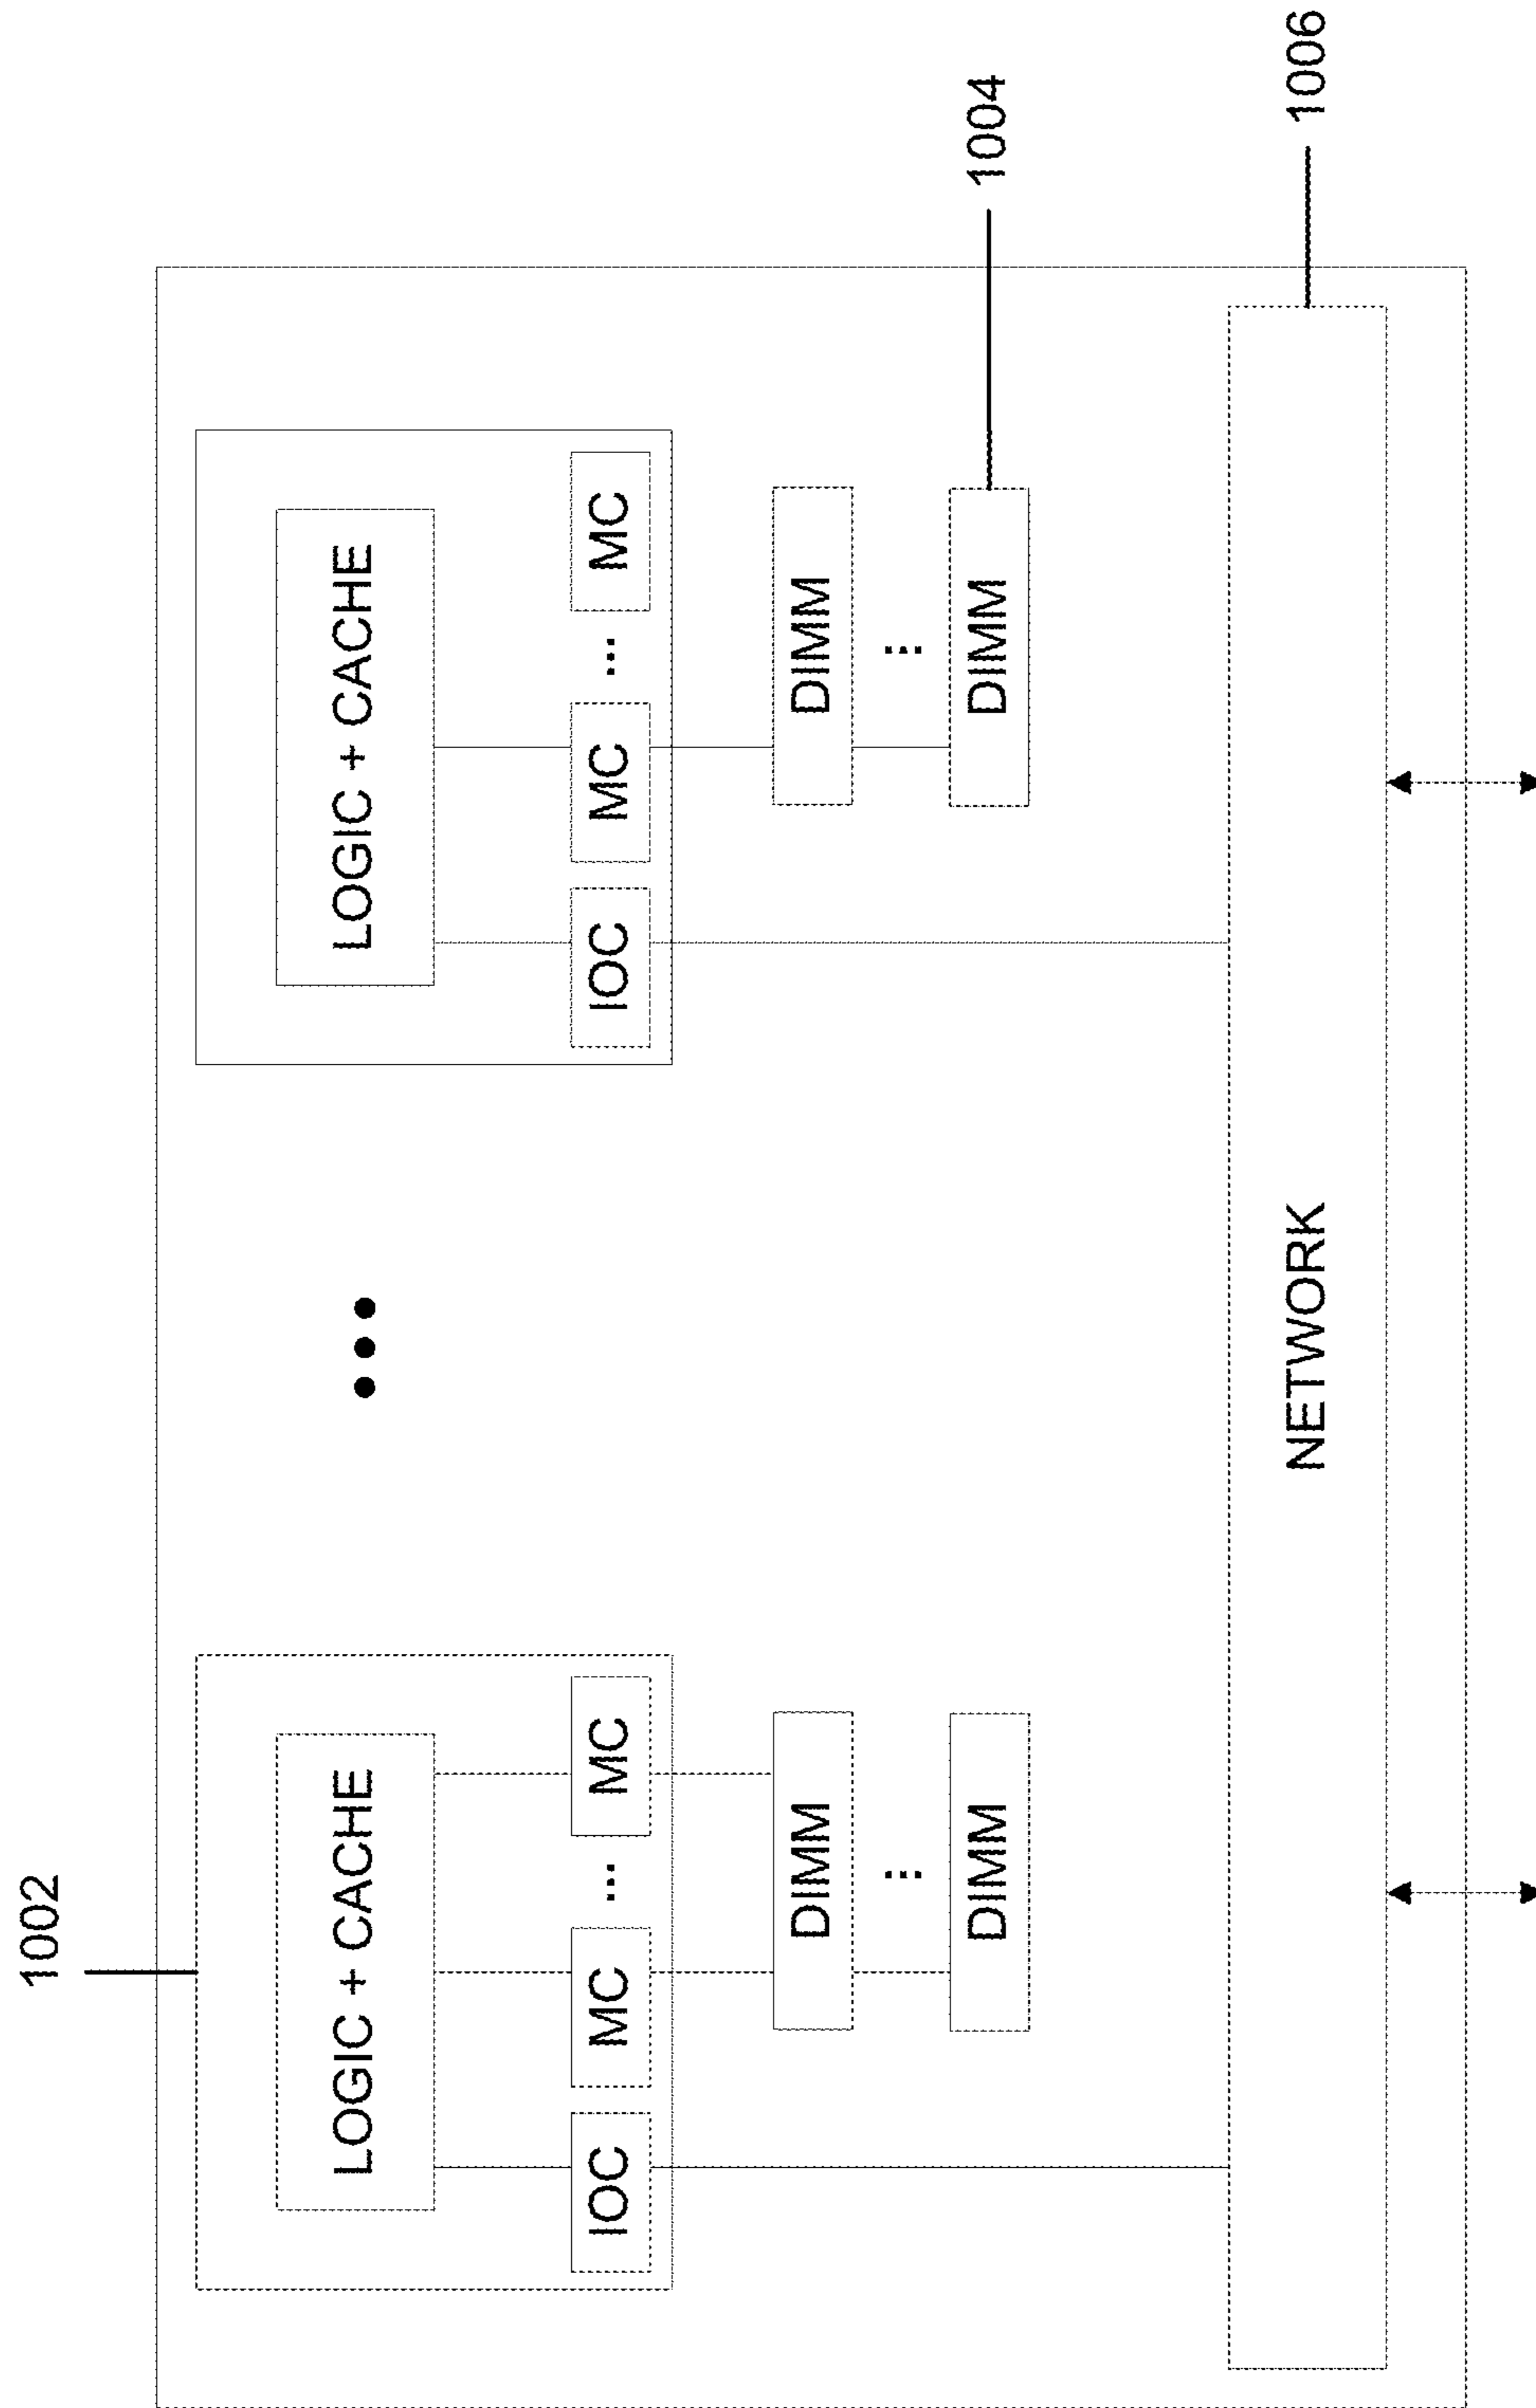 1002
LOGIC + CACHE
LOGIC + CACHE
IOC
MC
...
MC
IOC
MC
...
MC
DIMM
DIMM
...
...
DIMM
DIMM
1004
NETWORK
1006